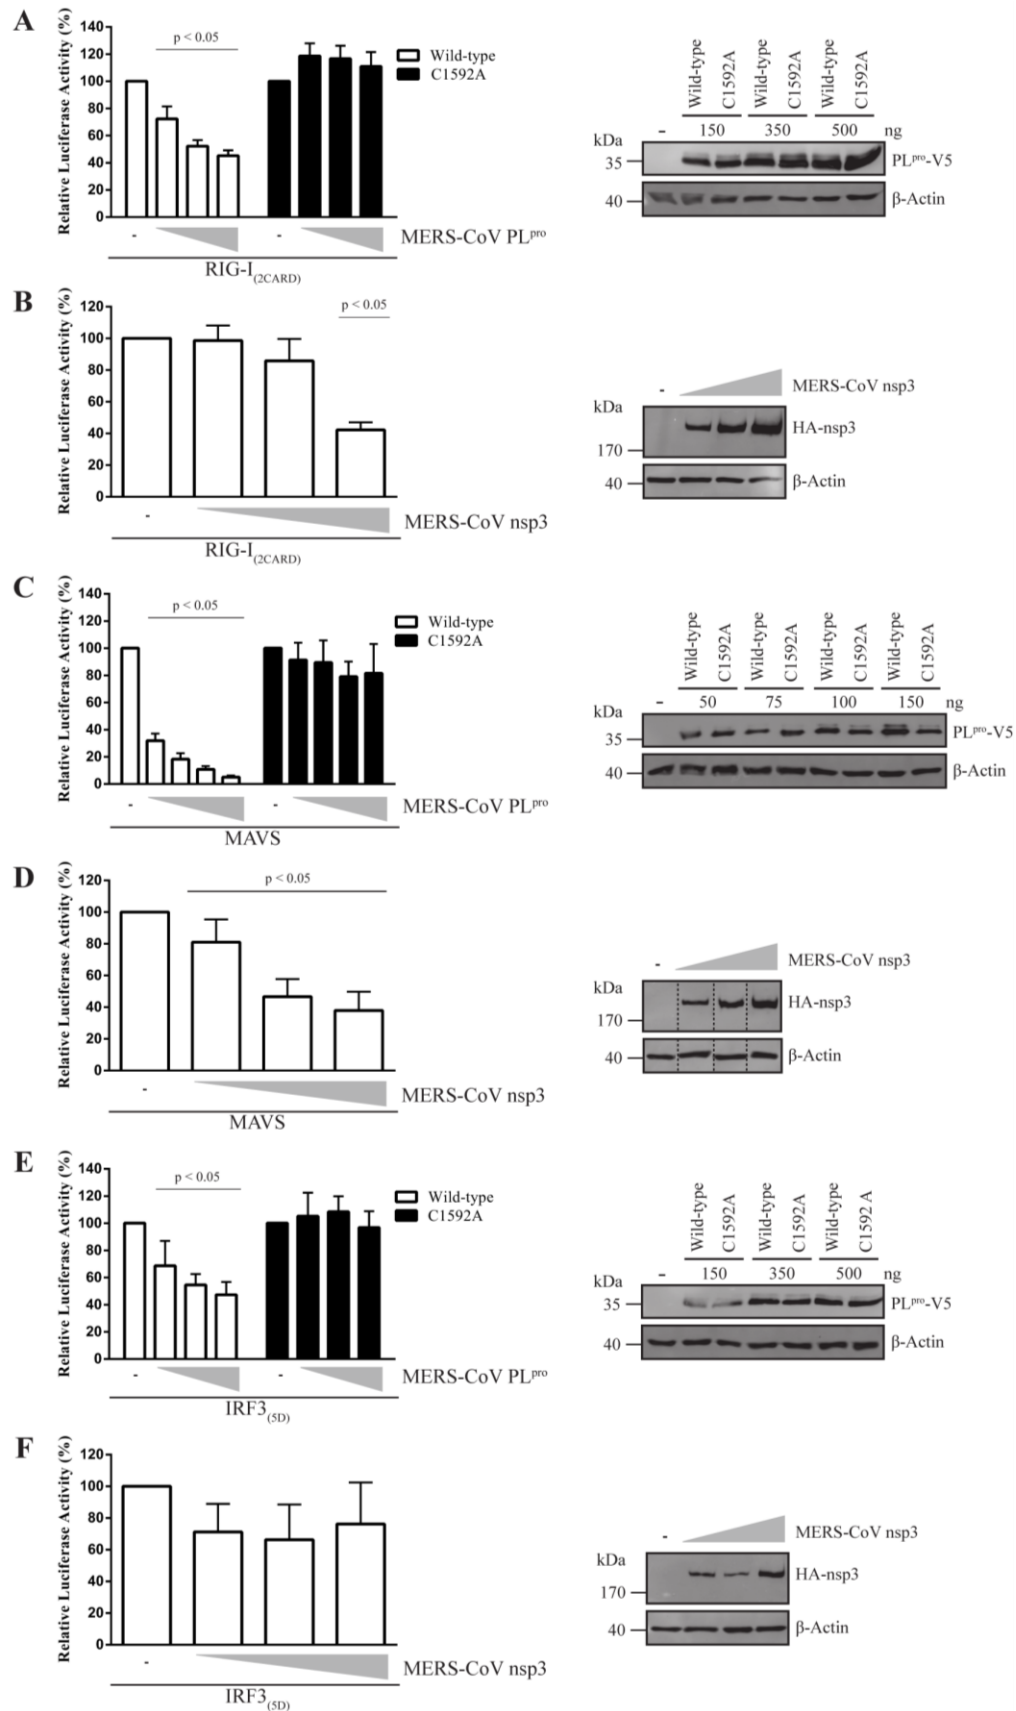 A
Relative Luciferase Activity (%)
140
120
100
80
60
40
20
0
p < 0.05
Wild-type
C1592A
-
-
MERS-CoV PLpro
RIG-I(2CARD)
Wild-type
C1592A
Wild-type
C1592A
Wild-type
C1592A
- 150 350 500 ng
kDa
35
PLpro-V5
40
β-Actin
B
Relative Luciferase Activity (%)
120
100
80
60
40
20
0
p < 0.05
-
MERS-CoV nsp3
RIG-I(2CARD)
- MERS-CoV nsp3
kDa
HA-nsp3
170
40
β-Actin
C
Relative Luciferase Activity (%)
140
120
100
80
60
40
20
0
p < 0.05
Wild-type
C1592A
-
-
MERS-CoV PLpro
MAVS
Wild-type
C1592A
Wild-type
C1592A
Wild-type
C1592A
Wild-type
C1592A
- 50 75 100 150 ng
kDa
35
PLpro-V5
40
β-Actin
D
Relative Luciferase Activity (%)
120
100
80
60
40
20
0
p < 0.05
-
MERS-CoV nsp3
MAVS
- MERS-CoV nsp3
kDa
HA-nsp3
170
40
β-Actin
E
Relative Luciferase Activity (%)
140
120
100
80
60
40
20
0
p < 0.05
Wild-type
C1592A
-
-
MERS-CoV PLpro
IRF3(5D)
Wild-type
C1592A
Wild-type
C1592A
Wild-type
C1592 A
- 150 350 500 ng
kDa
35
PLpro-V5
40
β-Actin
F
Relative Luciferase Activity (%)
120
100
80
60
40
20
0
-
MERS-CoV nsp3
IRF3(5D)
- MERS-CoV nsp3
kDa
HA-nsp3
170
40
β-Actin